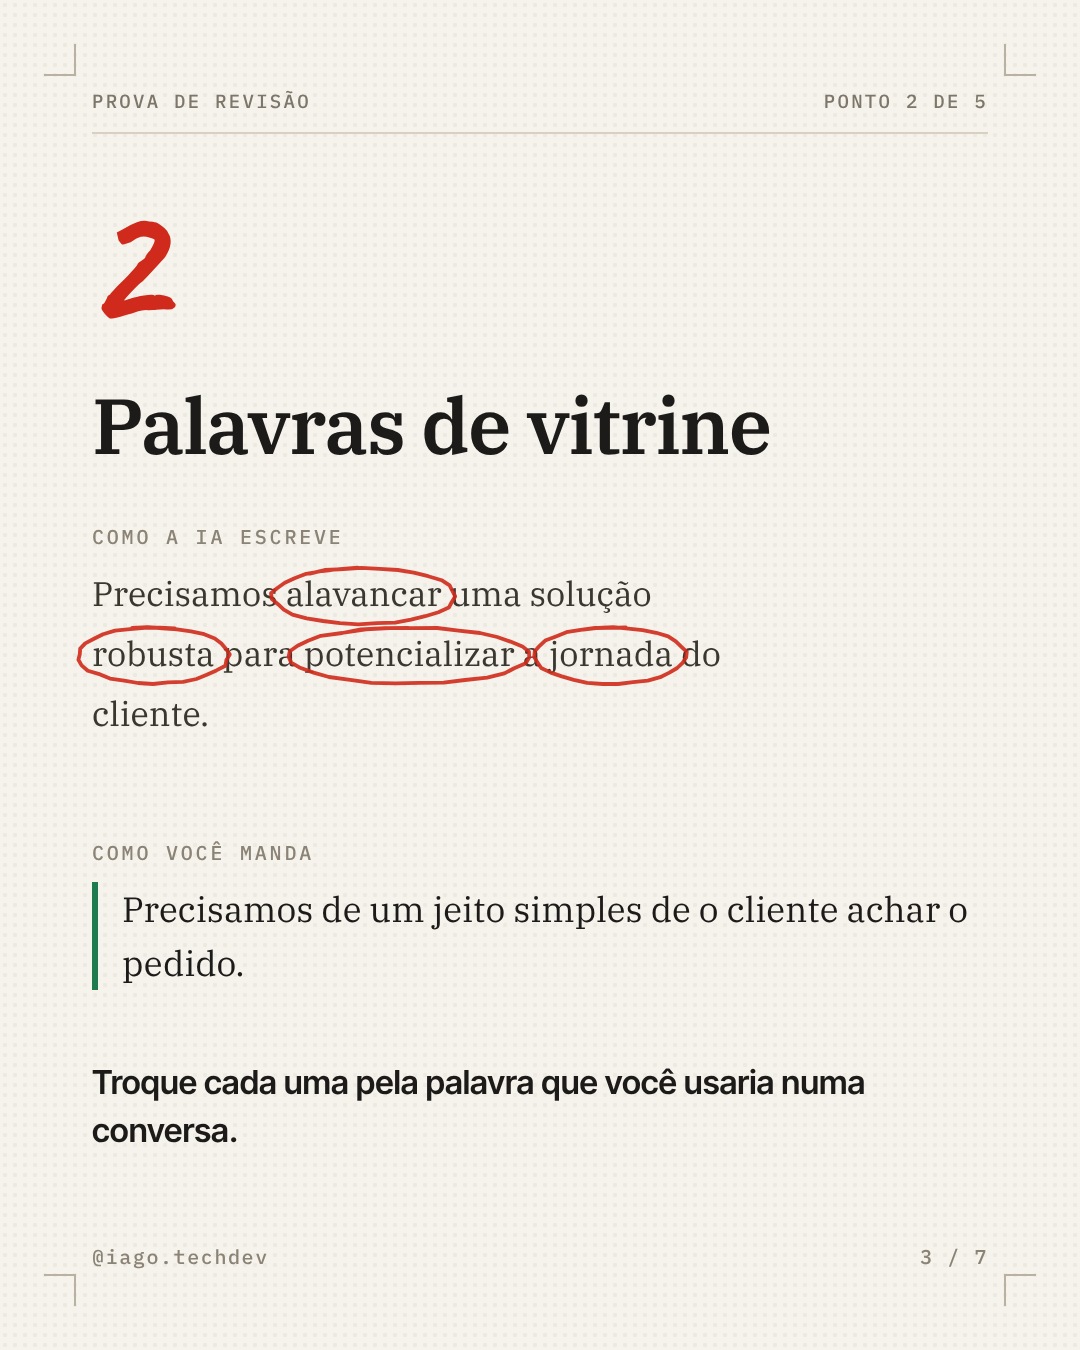 PROVA DE REVISÃO
PONTO 2 DE 5
2
Palavras de vitrine
COMO A IA ESCREVE
Precisamos alavancar uma solução
robusta para potencializar a jornada do
cliente.
COMO VOCÊ MANDA
Precisamos de um jeito simples de o cliente achar o
pedido.
Troque cada uma pela palavra que você usaria numa
conversa.
@iago.techdev
3 / 7